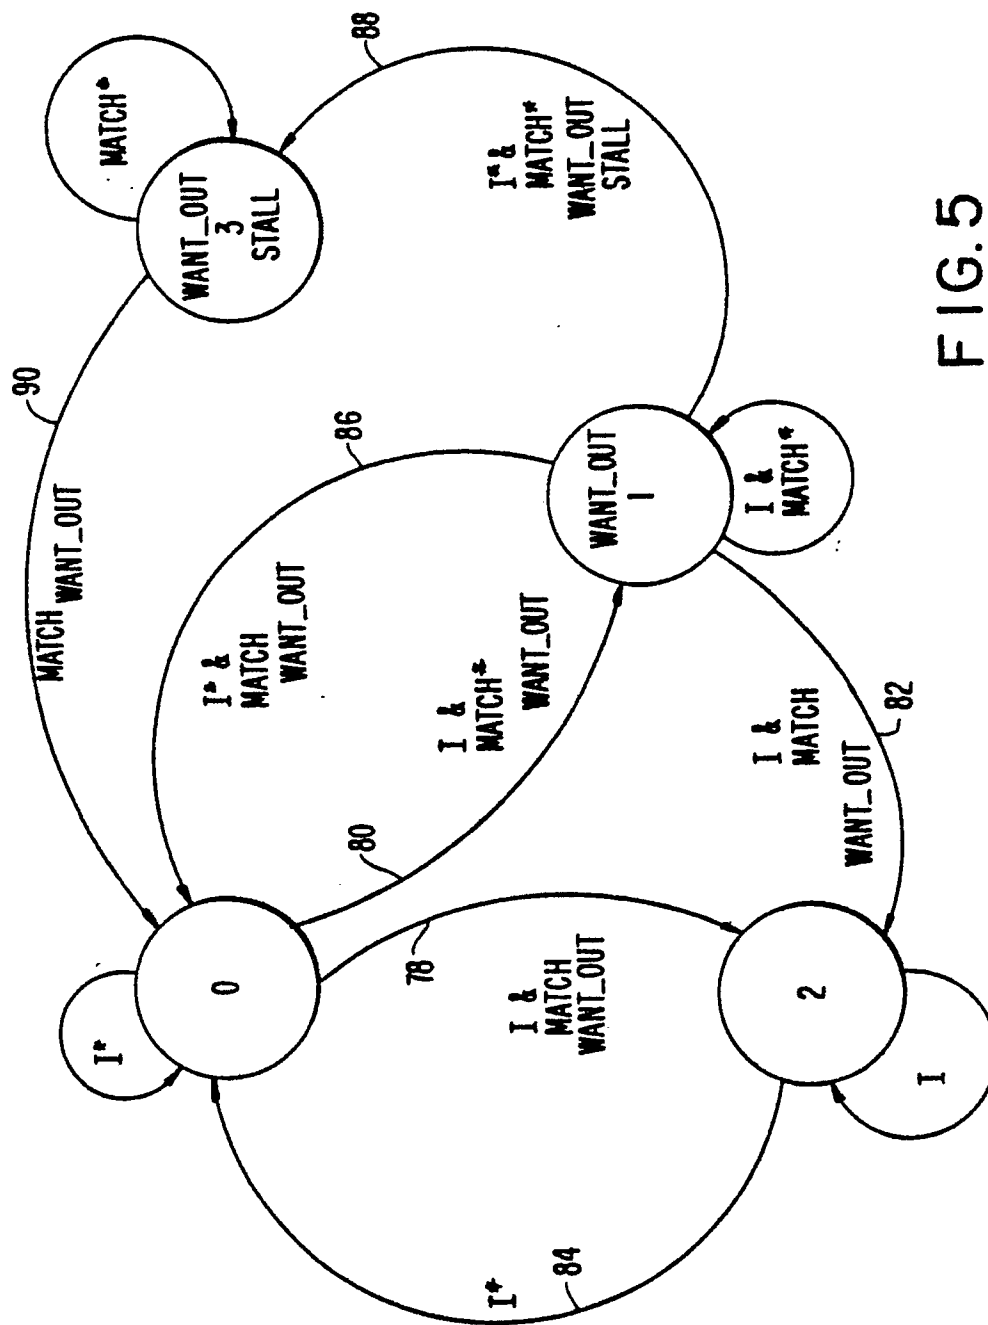 I*
0
84
I*
2
I
78
I &
MATCH
WANT_OUT
80
I &
MATCH*
WANT_OUT
I* &
MATCH
WANT_OUT
86
MATCH
WANT_OUT
90
WANT_OUT
1
I &
MATCH*
I &
MATCH
WANT_OUT
82
WANT_OUT
3
STALL
MATCH*
I* &
MATCH*
WANT_OUT
STALL
88
FIG. 5